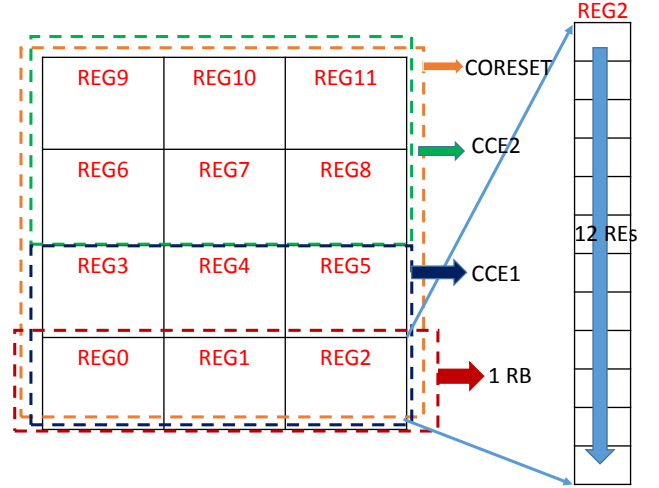 REG2
REG9 REG10 REG11
CORESET
REG6 REG7 REG8
CCE2
REG3 REG4 REG5
CCE1
12 REs
REG0 REG1 REG2
1 RB